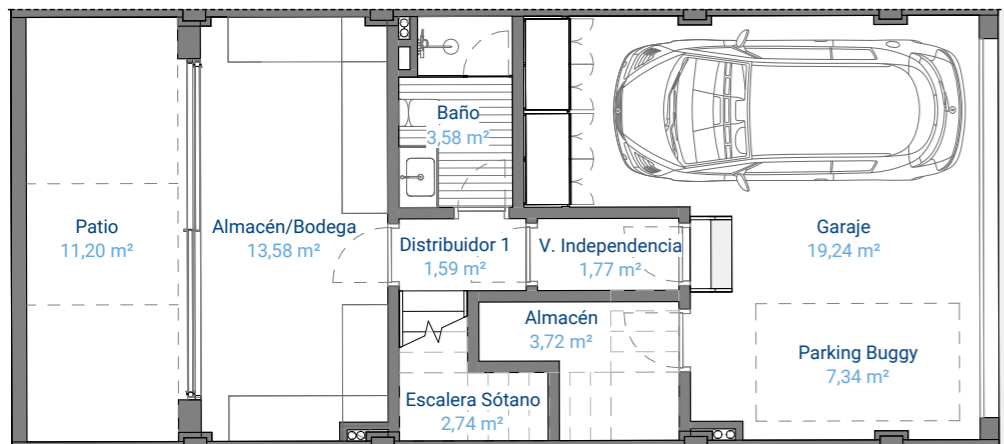 Baño
3,58 m²
Patio
11,20 m²
Almacén/Bodega
13,58 m²
Distribuidor 1
1,59 m²
V. Independencia
1,77 m²
Garaje
19,24 m²
Almacén
3,72 m²
Parking Buggy
7,34 m²
Escalera Sótano
2,74 m²